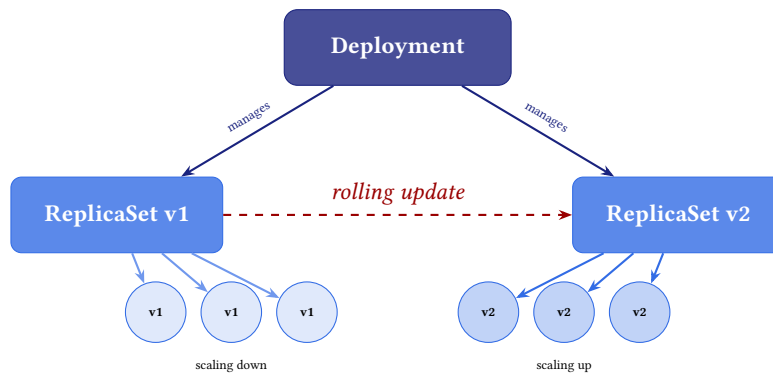 Deployment
manages
manages
rolling update
ReplicaSet v1
ReplicaSet v2
v1
v1
v1
v2
v2
v2
scaling down
scaling up